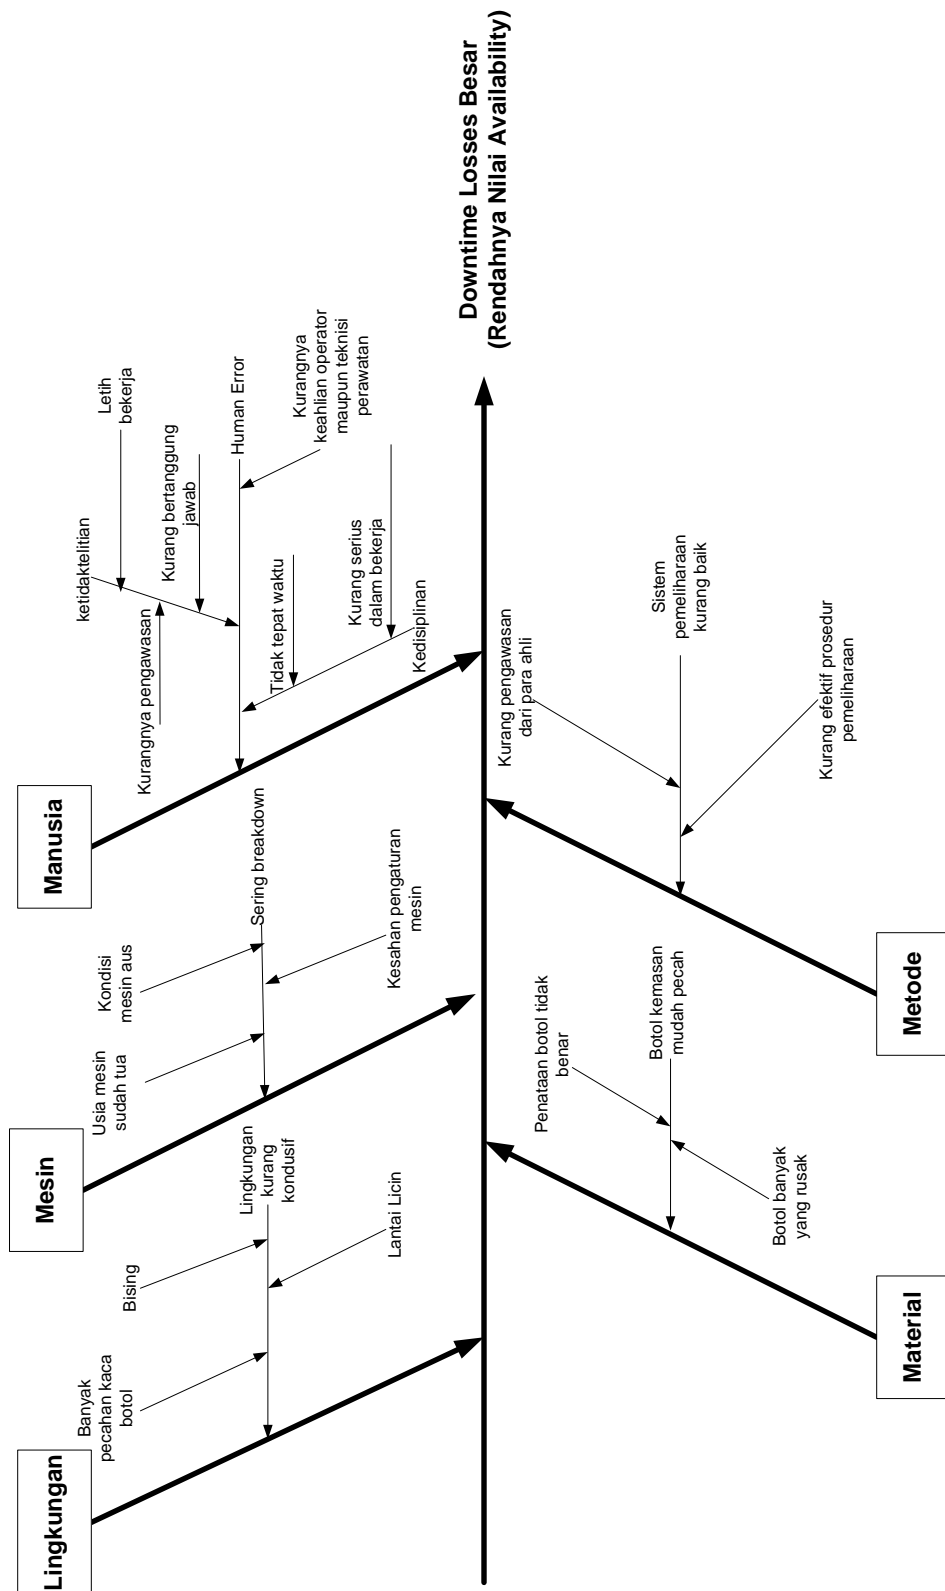 Downtime Losses Besar
(Rendahnya Nilai Availability)
Lingkungan
Banyak
pecahan kaca
botol
Bising
Lingkungan
kurang
kondusif
Lantai Licin
Mesin
Usia mesin
sudah tua
Kondisi
mesin aus
Sering breakdown
Kesahan pengaturan
mesin
Manusia
ketidaktelitian
Letih
bekerja
Kurangnya pengawasan
Kurang bertanggung
jawab
Human Error
Kurangnya
keahlian operator
maupun teknisi
perawatan
Tidak tepat waktu
Kurang serius
dalam bekerja
Kedisiplinan
Material
Penataan botol tidak
benar
Botol kemasan
mudah pecah
Botol banyak
yang rusak
Metode
Kurang pengawasan
dari para ahli
Sistem
pemeliharaan
kurang baik
Kurang efektif prosedur
pemeliharaan